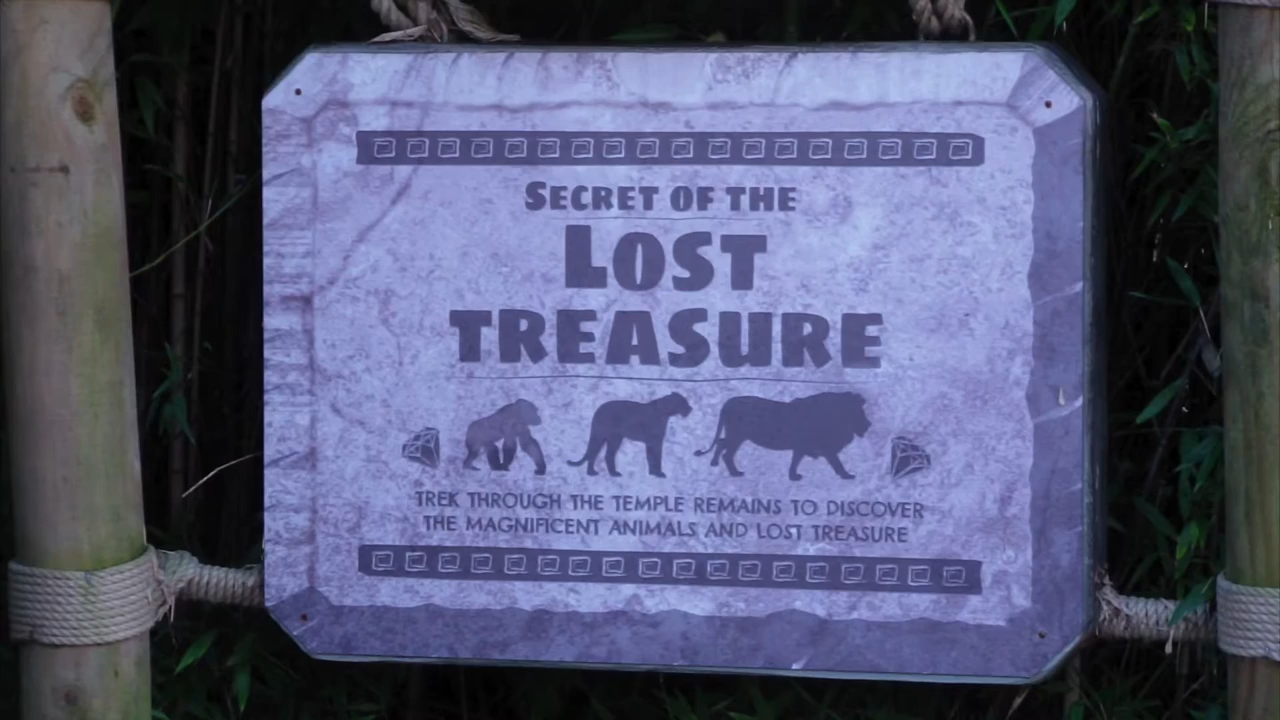 SECRET OF THE
LOST
TREASURE
TREK THROUGH THE TEMPLE REMAINS TO DISCOVER
THE MAGNIFICENT ANIMALS AND LOST TREASURE